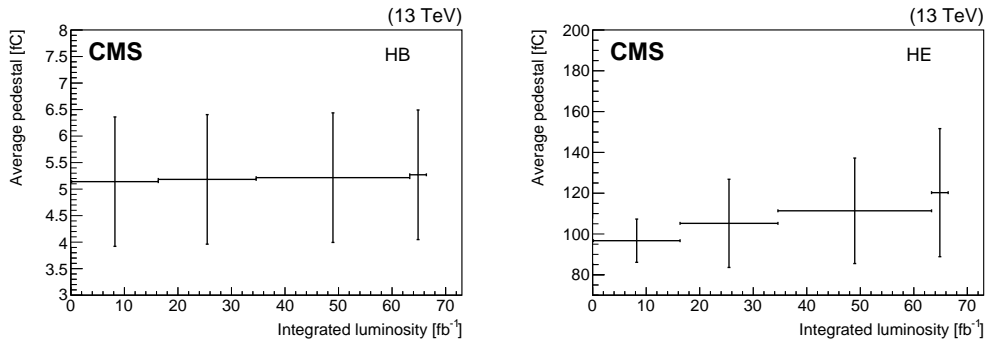 (13 TeV)
CMS
HB
Average pedestal [fC]
8
7.5
7
6.5
6
5.5
5
4.5
4
3.5
3
0 10 20 30 40 50 60 70
Integrated luminosity [fb⁻¹]
(13 TeV)
CMS
HE
Average pedestal [fC]
200
180
160
140
120
100
80
0 10 20 30 40 50 60 70
Integrated luminosity [fb⁻¹]